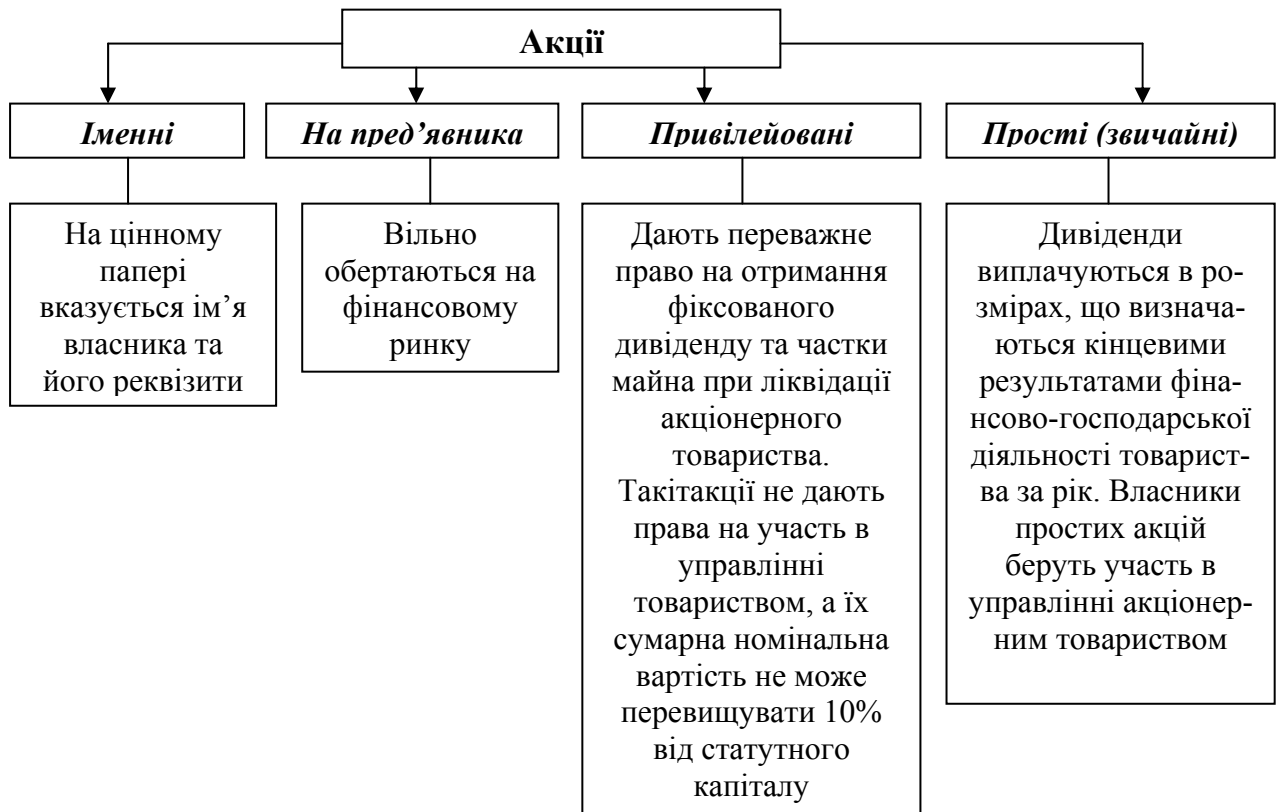 Акції
Іменні
На пред’явника
Привілейовані
Прості (звичайні)
На цінному
папері
вказується ім’я
власника та
його реквізити
Вільно
обертаються на
фінансовому
ринку
Дають переважне
право на отримання
фіксованого
дивіденду та частки
майна при ліквідації
акціонерного
товариства.
Такітакції не дають
права на участь в
управлінні
товариством, а їх
сумарна номінальна
вартість не може
перевищувати 10%
від статутного
капіталу
Дивіденди
виплачуються в ро-
змірах, що визнача-
ються кінцевими
результатами фіна-
нсово-господарської
діяльності товарист-
ва за рік. Власники
простих акцій
беруть участь в
управлінні акціонер-
ним товариством